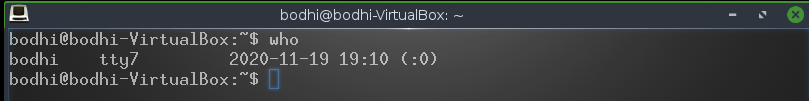 bodhi@bodhi-VirtualBox: ~
bodhi@bodhi-VirtualBox:~$ who
bodhi    tty7         2020-11-19 19:10 (:0)
bodhi@bodhi-VirtualBox:~$